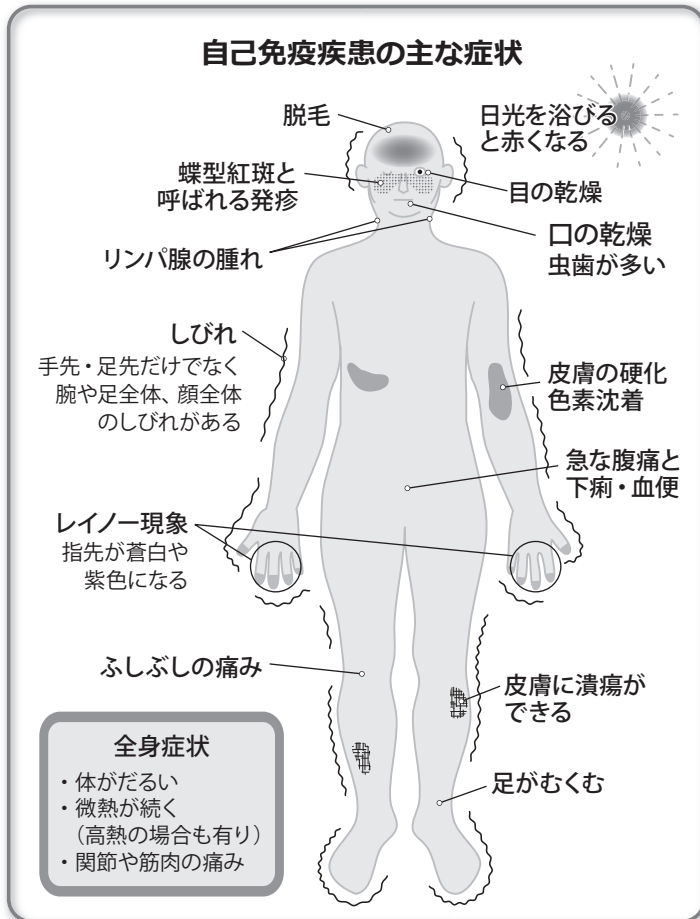 自己免疫疾患の主な症状
脱毛
日光を浴びる
と赤くなる
蝶型紅斑と
呼ばれる発疹
目の乾燥
口の乾燥
虫歯が多い
リンパ腺の腫れ
しびれ
手先・足先だけでなく
腕や足全体、顔全体
のしびれがある
皮膚の硬化
色素沈着
急な腹痛と
下痢・血便
レイノー現象
指先が蒼白や
紫色になる
ふしぶしの痛み
皮膚に潰瘍が
できる
足がむくむ
全身症状
・体がだるい
・微熱が続く
（高熱の場合も有り）
・関節や筋肉の痛み